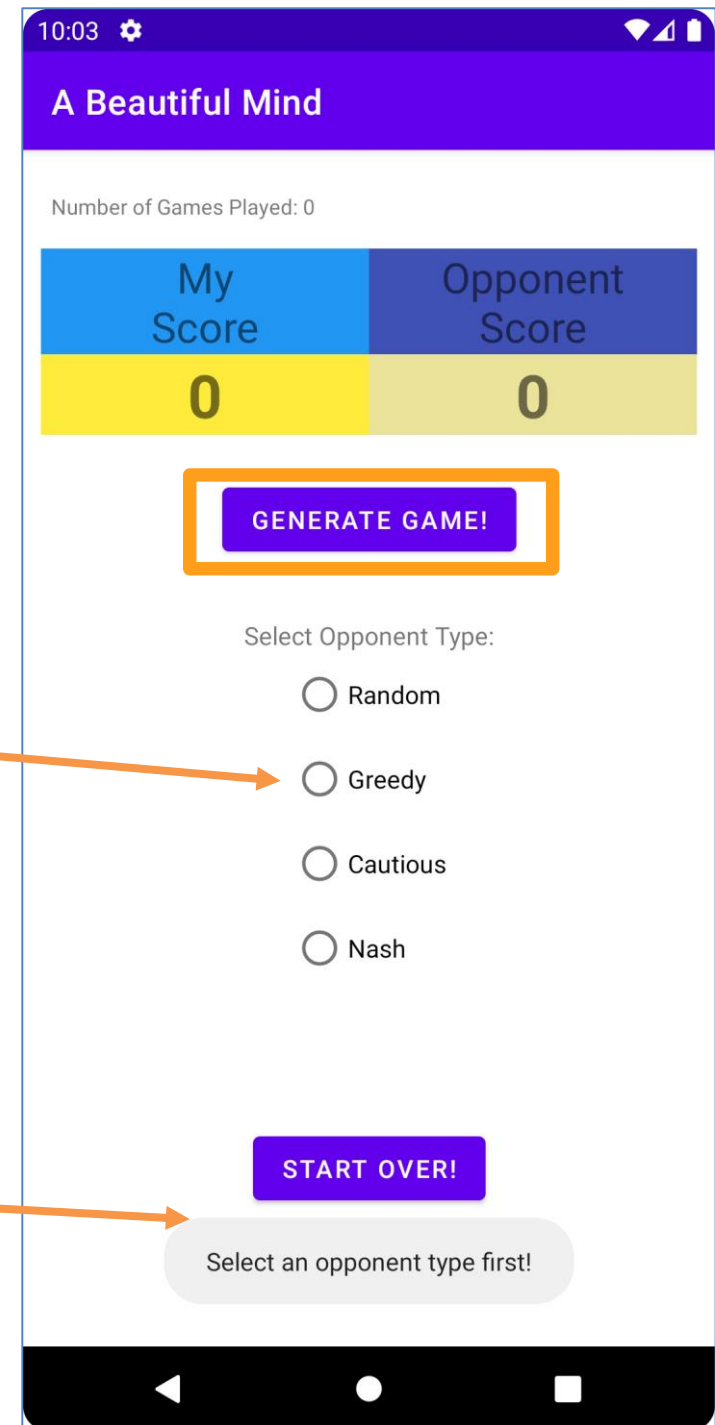 10:03
A Beautiful Mind
Number of Games Played: 0
My
Score
Opponent
Score
0
0
GENERATE GAME!
Select Opponent Type:
Random
Greedy
Cautious
Nash
START OVER!
Select an opponent type first!